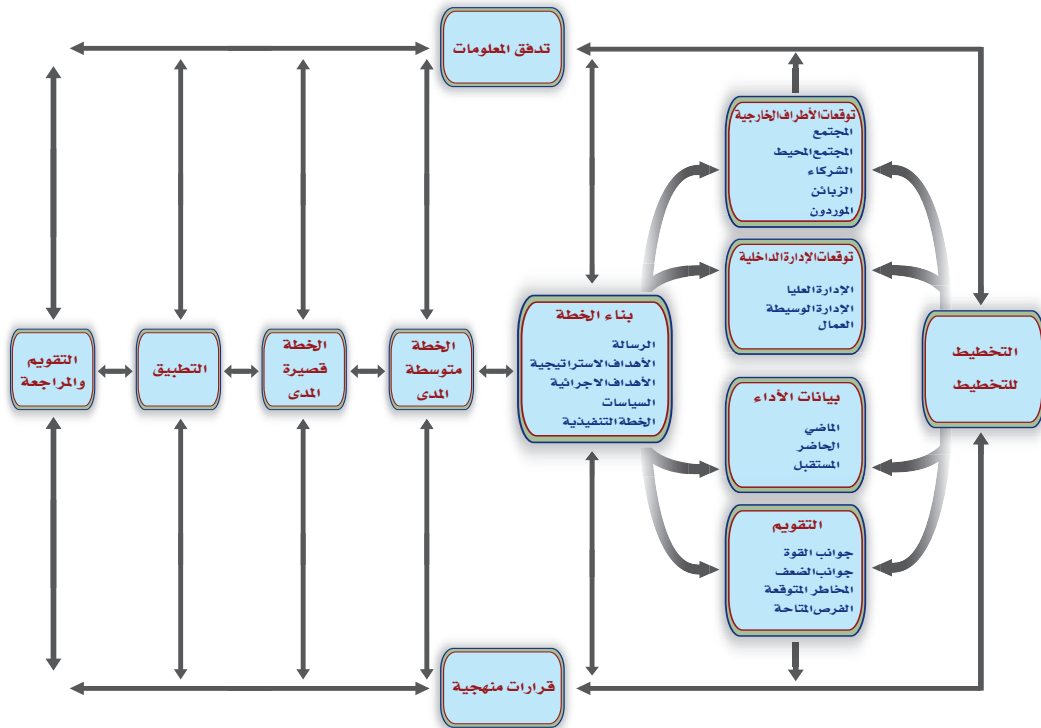 تدفق المعلومات
توقعات الأطراف الخارجية
المجتمع
المجتمع المحيط
الشركاء
الزبائن
الموردون
توقعات الإدارة الداخلية
الإدارة العليا
الإدارة الوسيطة
العمال
التخطيط
للتخطيط
بيانات الأداء
الماضي
الحاضر
المستقبل
التقويم
جوانب القوة
جوانب الضعف
المخاطر المتوقعة
الفرص المتاحة
بناء الخطة
الرسالة
الأهداف الاستراتيجية
الأهداف الاجرائية
السياسات
الخطة التنفيذية
الخطة
متوسطة
المدى
الخطة
قصيرة
المدى
التطبيق
التقويم
والمراجعة
قرارات منهجية